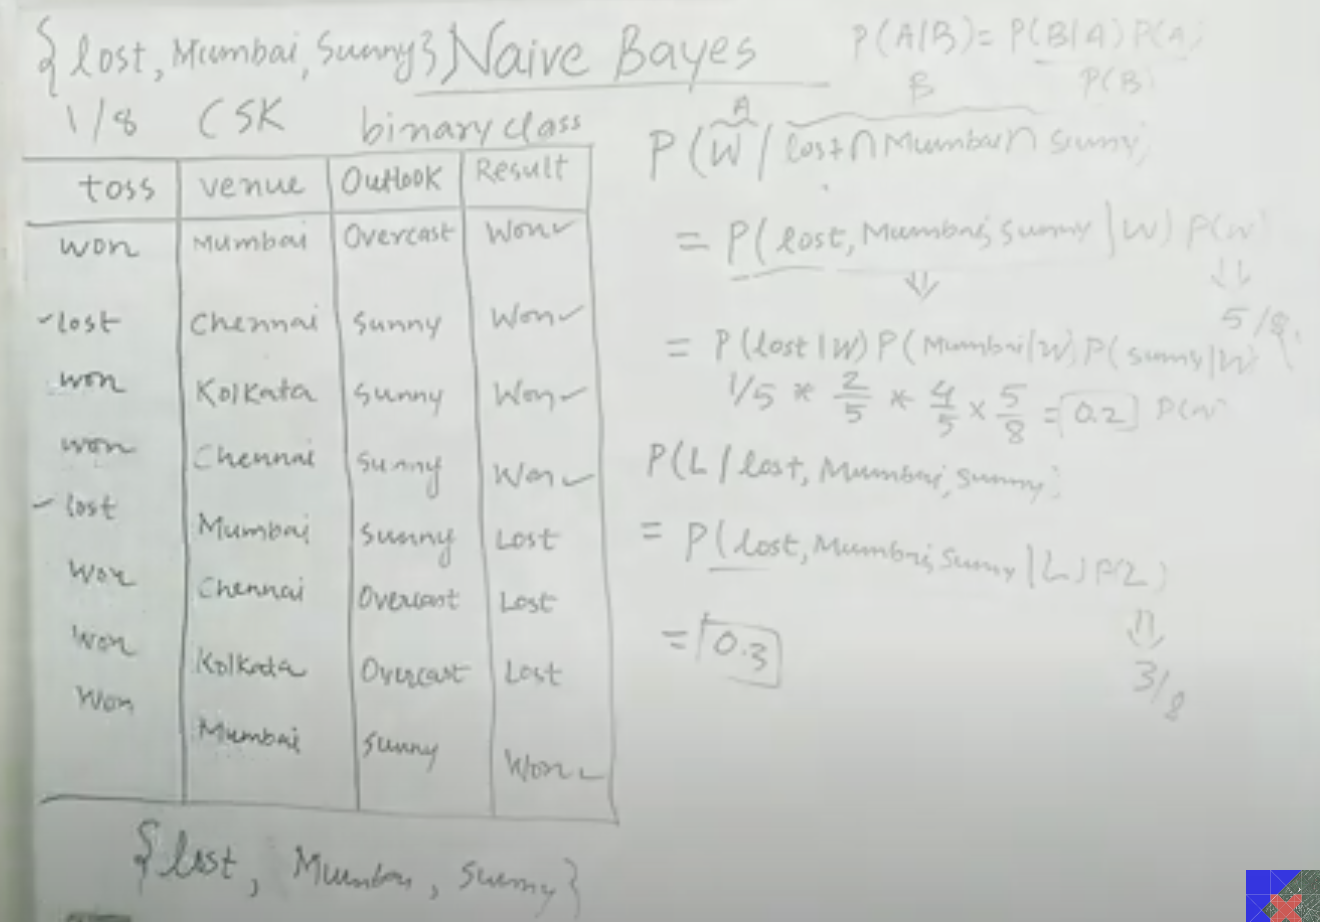 {lost, Mumbai, Sunny} Naive Bayes
1/8 CSK binary class
toss venue Outlook Result
won Mumbai Overcast Won
lost Chennai Sunny Won
won Kolkata Sunny Won
won Chennai Sunny Won
lost Mumbai Sunny Lost
Won Chennai Overcast Lost
Won Kolkata Overcast Lost
Won Mumbai Sunny Won
{lost, Mumbai, Sunny}
P(A|B) = P(B|A) P(A)
P(B)
A B
P(W / lost ∩ Mumbai ∩ Sunny)
= P(lost, Mumbai, Sunny | W) P(W)
⇓ ⇓
5/8
= P(lost | W) P(Mumbai | W) P(sunny | W)
1/5 * 2/5 * 4/5 × 5/8 = 0.2 P(W)
P(L / lost, Mumbai, Sunny)
= P(lost, Mumbai, Sunny | L) P(L)
⇓
= 0.3
3/8